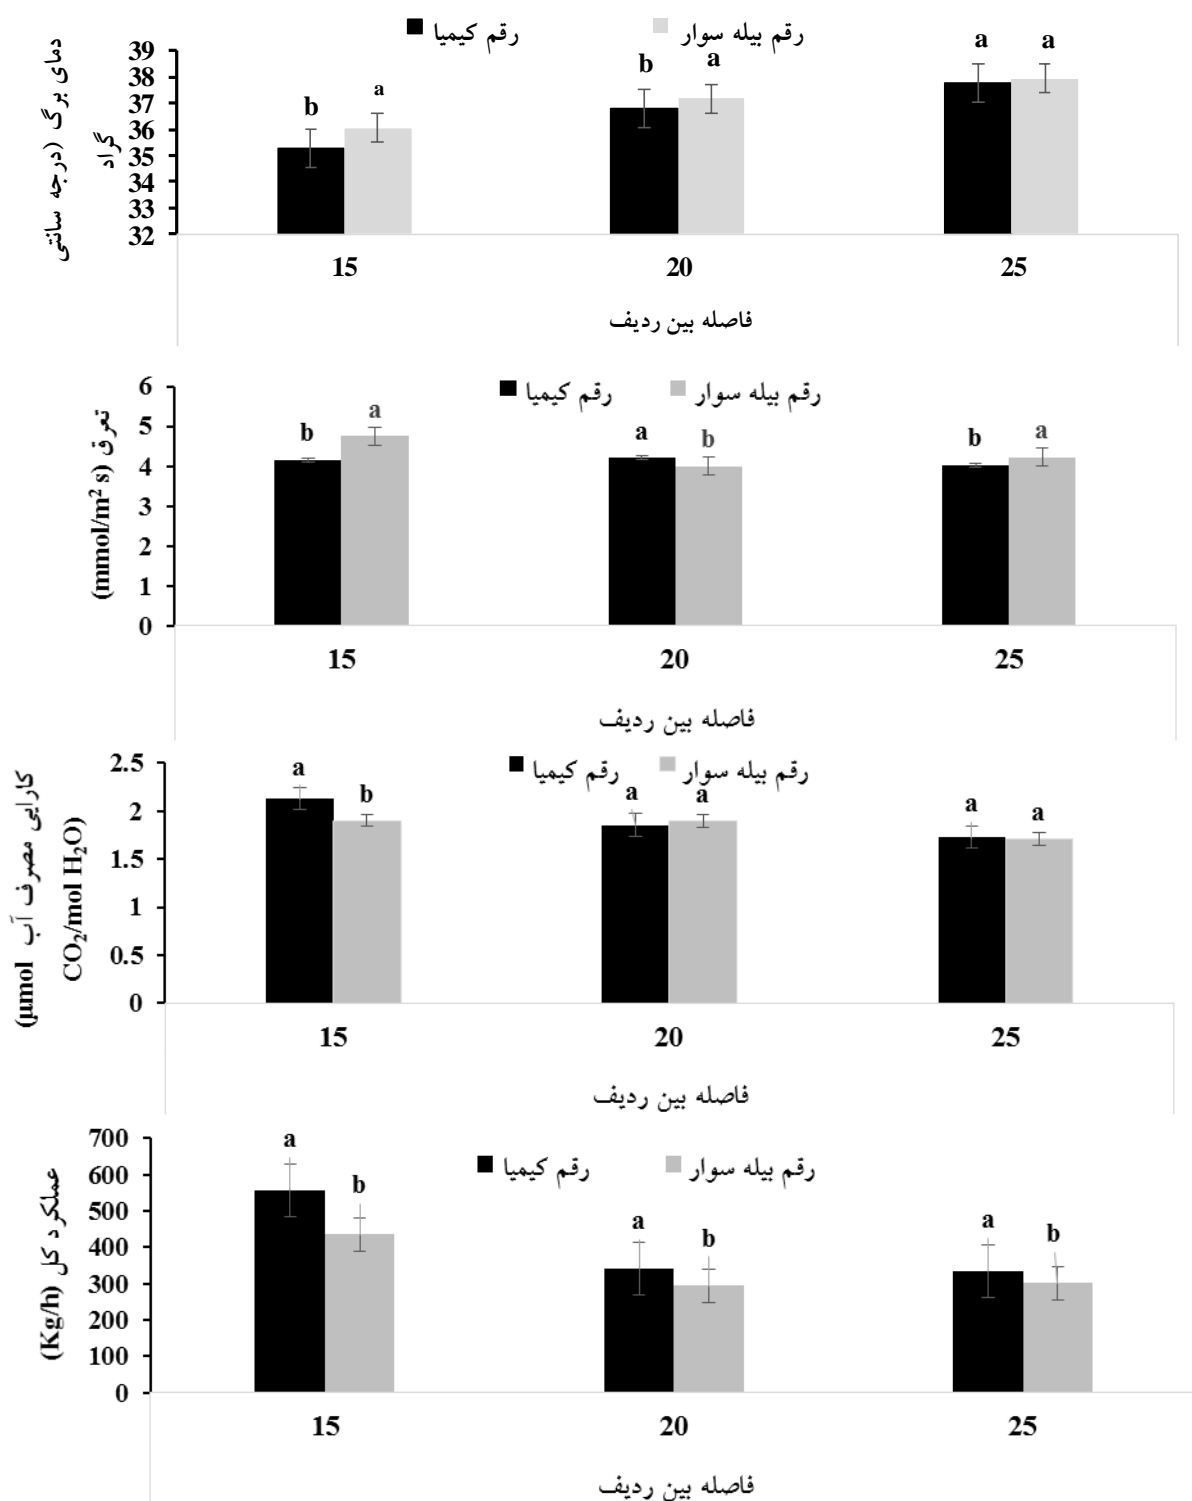 رقم کیمیا
رقم بیله سوار
دمای برگ (درجه سانتی
گراد
39
38
37
36
35
34
33
32
b
a
b
a
a
a
15
20
25
فاصله بین ردیف
رقم کیمیا
رقم بیله سوار
تعرق (mmol/m² s)
6
5
4
3
2
1
0
b
a
a
b
b
a
15
20
25
فاصله بین ردیف
رقم کیمیا
رقم بیله سوار
کارایی مصرف آب (µmol
CO₂/mol H₂O)
2.5
2
1.5
1
0.5
0
a
b
a
a
a
a
15
20
25
فاصله بین ردیف
رقم کیمیا
رقم بیله سوار
عملکرد کل (Kg/h)
700
600
500
400
300
200
100
0
a
b
a
b
a
b
15
20
25
فاصله بین ردیف